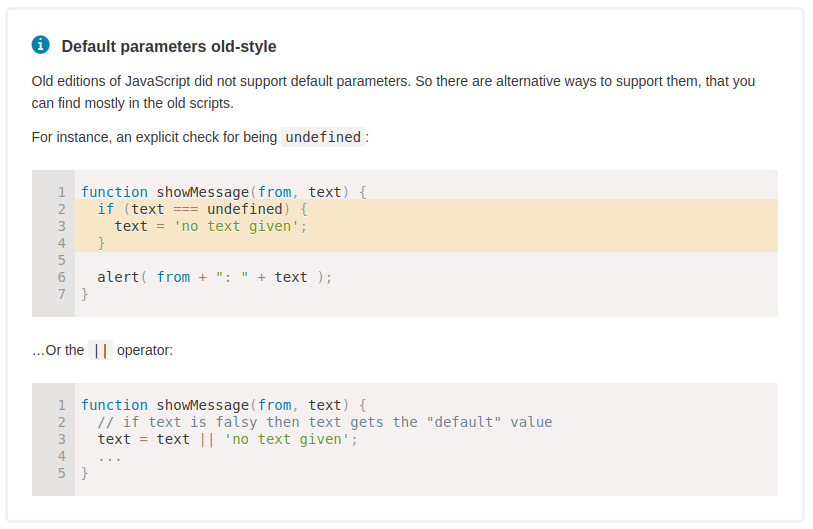 Default parameters old-style
Old editions of JavaScript did not support default parameters. So there are alternative ways to support them, that you
can find mostly in the old scripts.
For instance, an explicit check for being undefined:
1 function showMessage(from, text) {
2   if (text === undefined) {
3     text = 'no text given';
4   }
5
6   alert( from + ": " + text );
7 }
…Or the || operator:
1 function showMessage(from, text) {
2   // if text is falsy then text gets the "default" value
3   text = text || 'no text given';
4   ...
5 }